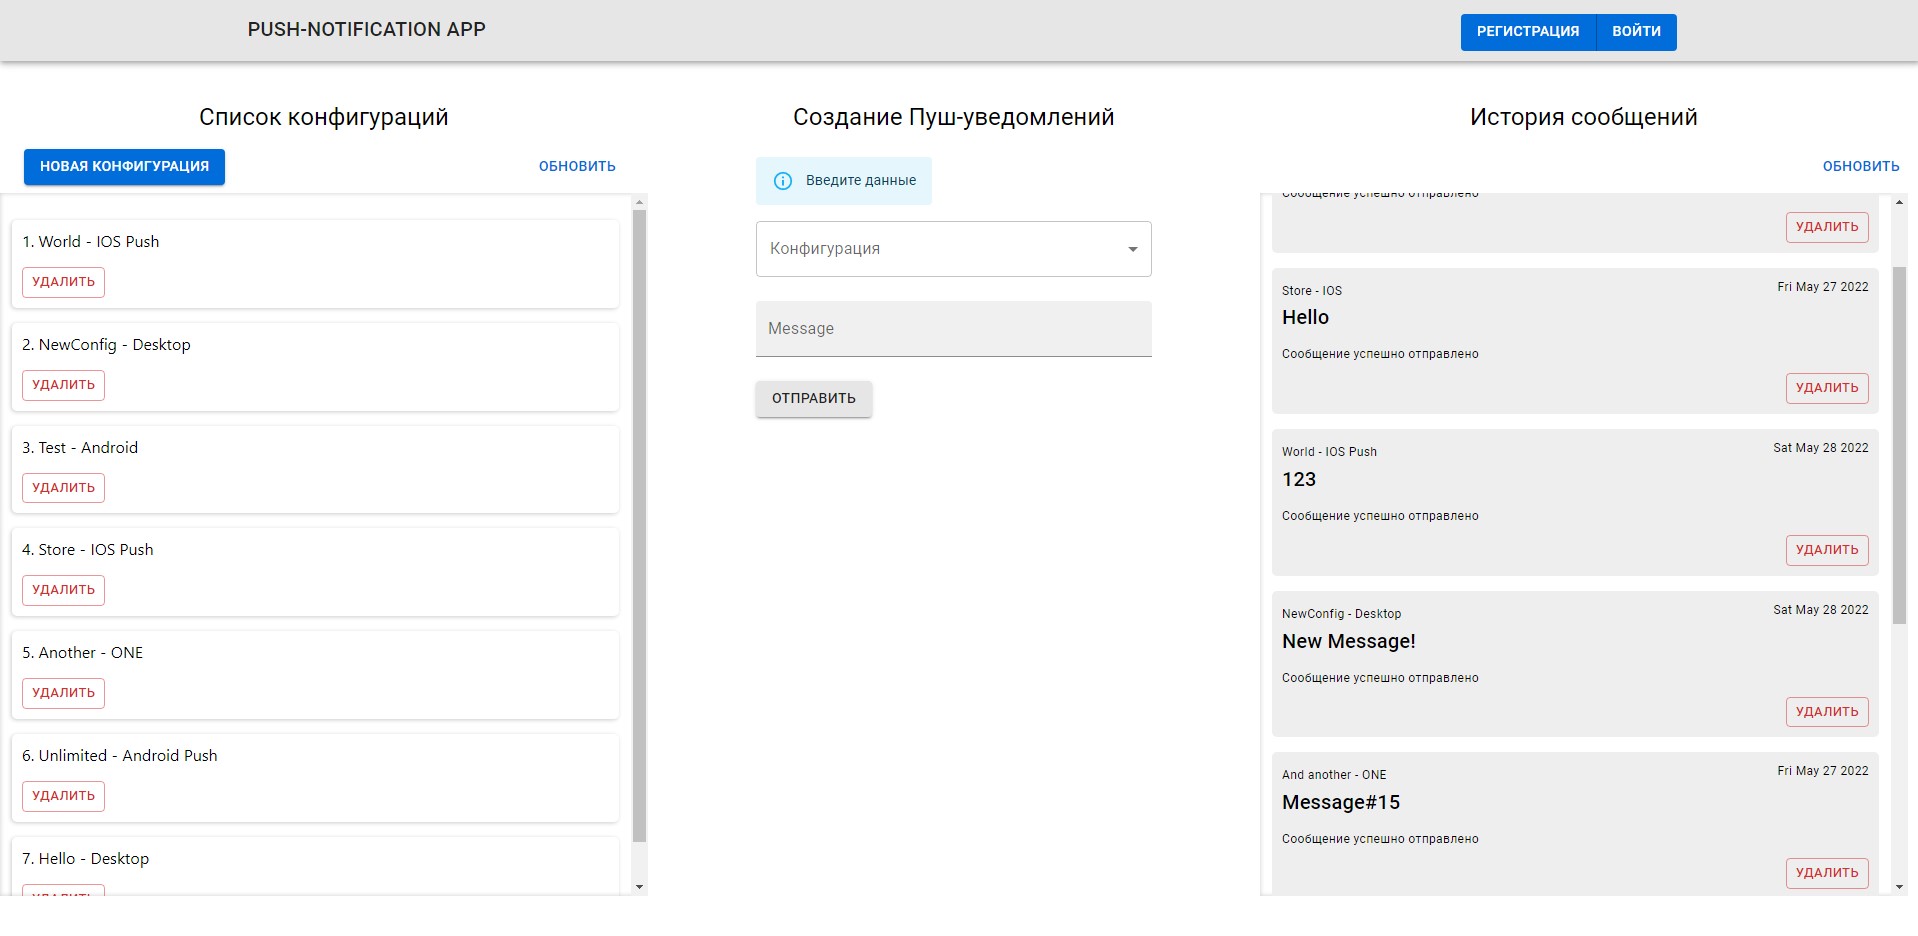 PUSH-NOTIFICATION APP
РЕГИСТРАЦИЯ
ВОЙТИ
Список конфигураций
НОВАЯ КОНФИГУРАЦИЯ
ОБНОВИТЬ
1. World - IOS Push
УДАЛИТЬ
2. NewConfig - Desktop
УДАЛИТЬ
3. Test - Android
УДАЛИТЬ
4. Store - IOS Push
УДАЛИТЬ
5. Another - ONE
УДАЛИТЬ
6. Unlimited - Android Push
УДАЛИТЬ
7. Hello - Desktop
УДАЛИТЬ
Создание Пуш-уведомлений
Введите данные
Конфигурация
Message
ОТПРАВИТЬ
История сообщений
ОБНОВИТЬ
Сообщение успешно отправлено
УДАЛИТЬ
Store - IOS
Fri May 27 2022
Hello
Сообщение успешно отправлено
УДАЛИТЬ
World - IOS Push
Sat May 28 2022
123
Сообщение успешно отправлено
УДАЛИТЬ
NewConfig - Desktop
Sat May 28 2022
New Message!
Сообщение успешно отправлено
УДАЛИТЬ
And another - ONE
Fri May 27 2022
Message#15
Сообщение успешно отправлено
УДАЛИТЬ